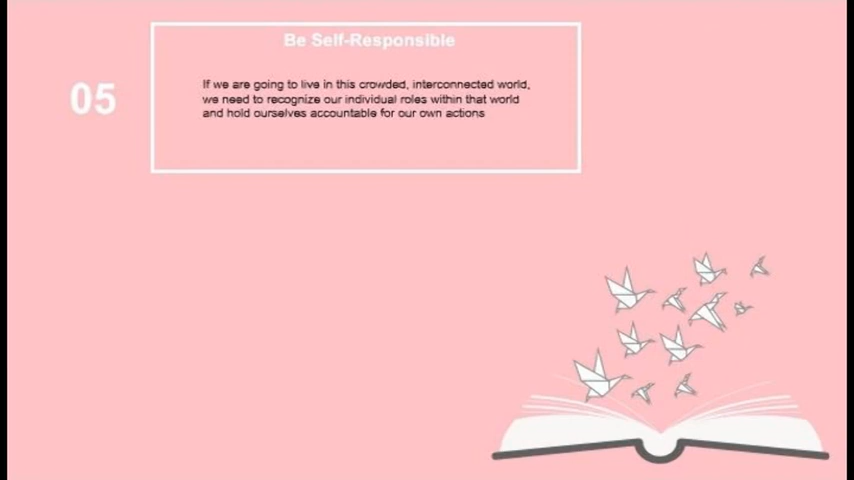 Be Self-Responsible
05
If we are going to live in this crowded, interconnected world,
we need to recognize our individual roles within that world
and hold ourselves accountable for our own actions